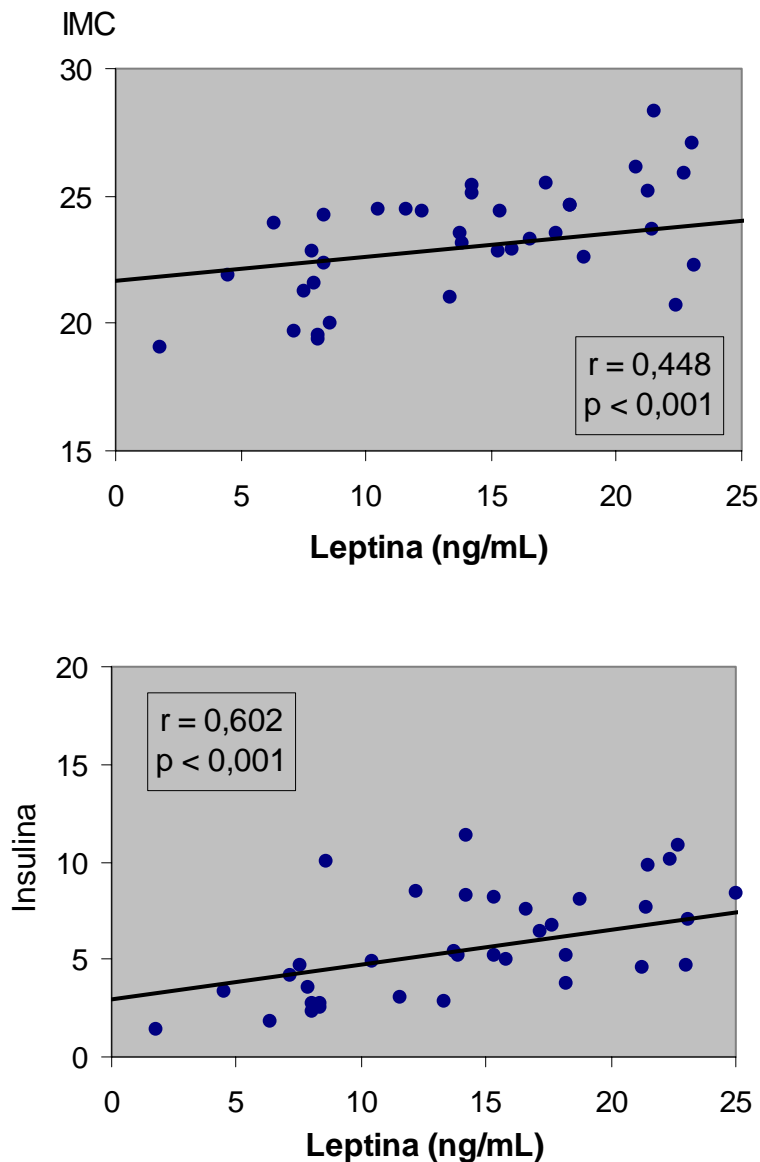 IMC
30
25
20
15
r = 0,448
p < 0,001
0 5 10 15 20 25
Leptina (ng/mL)
20
15
10
5
0
r = 0,602
p < 0,001
Insulina
0 5 10 15 20 25
Leptina (ng/mL)